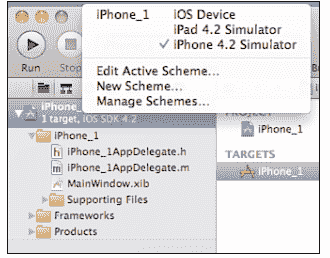 iPhone_1 iOS Device
iPad 4.2 Simulator
✓ iPhone 4.2 Simulator
Edit Active Scheme...
New Scheme...
Manage Schemes...
Run Stop
iPhone_1
1 target, iOS SDK 4.2
iPhone_1
iPhone_1AppDelegate.h
iPhone_1AppDelegate.m
MainWindow.xib
Supporting Files
Frameworks
Products
PROJECT
iPhone_1
TARGETS
iPhone_1